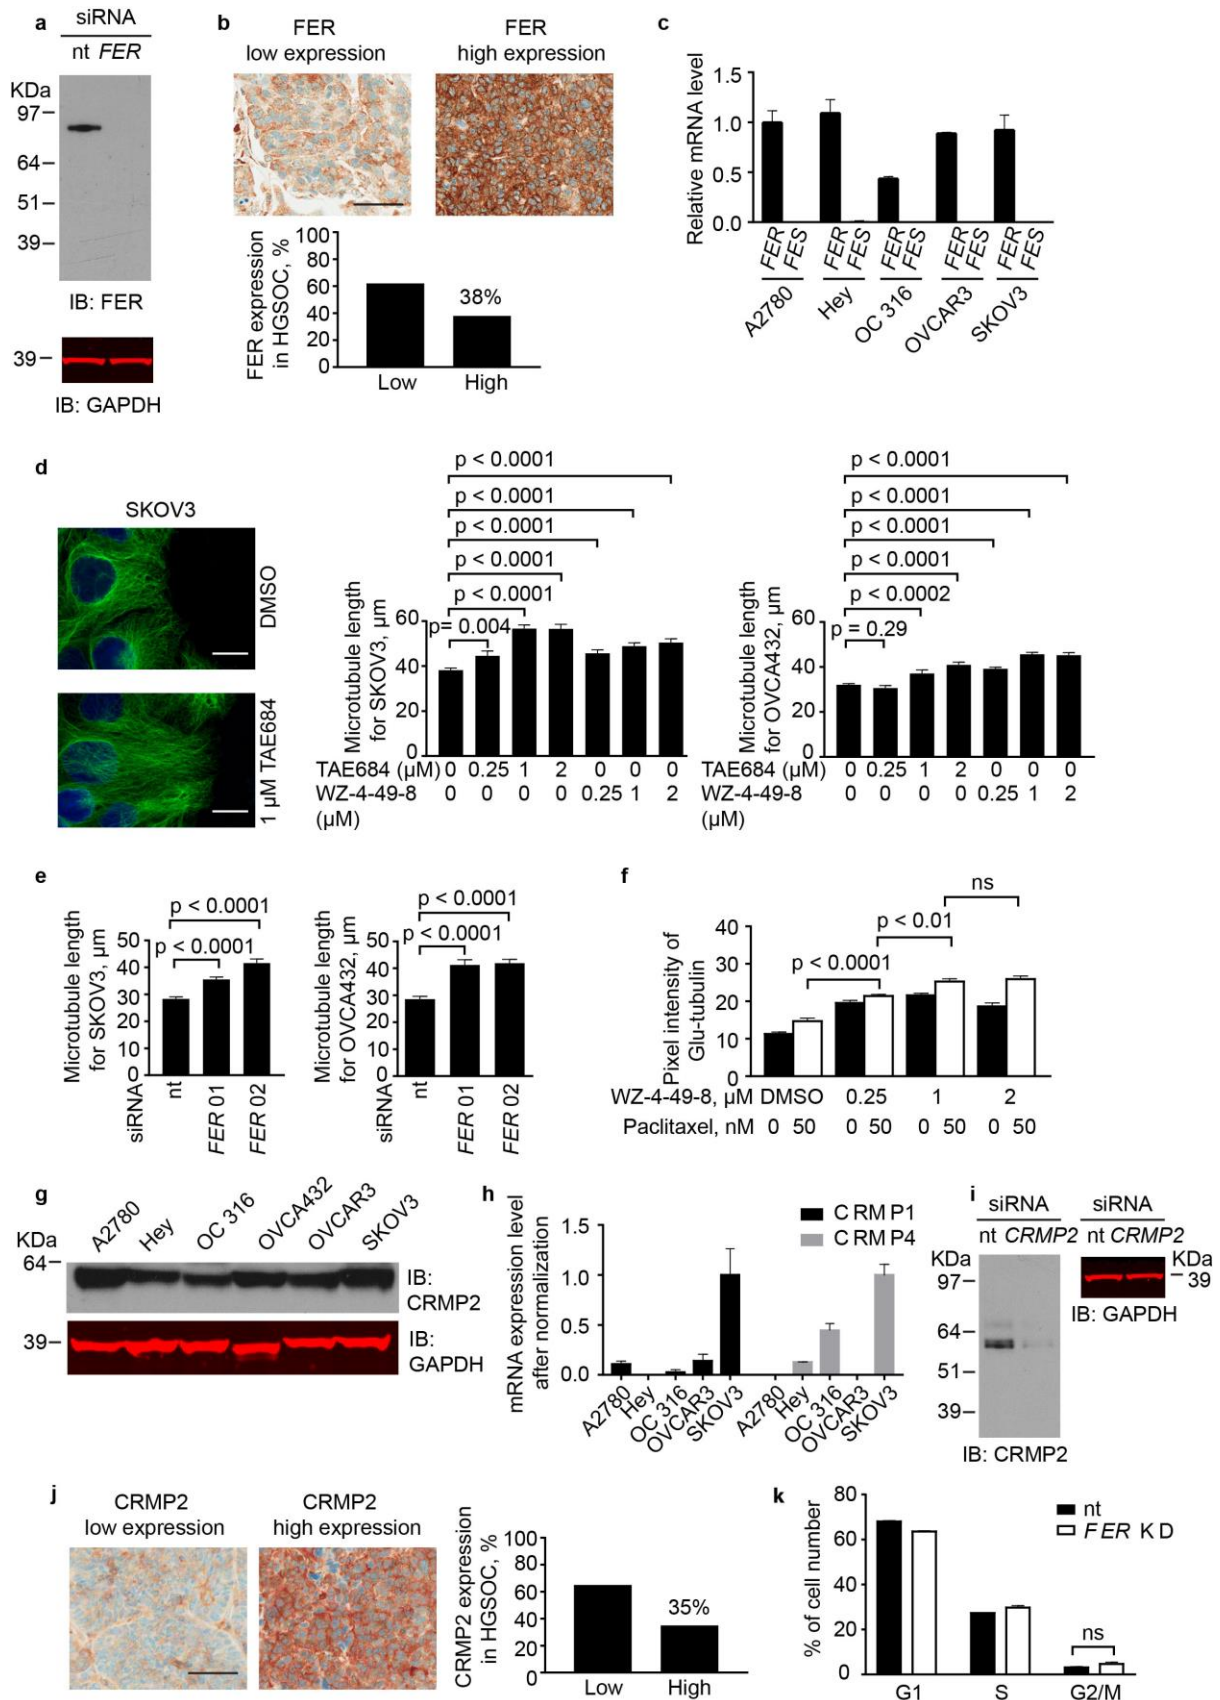 a
siRNA
nt FER
KDa
97
64
51
39
IB: FER
39
IB: GAPDH
b
FER
low expression
FER
high expression
FER expression
in HGSOC, %
100
80
60
40
20
0
38%
Low
High
c
Relative mRNA level
1.5
1.0
0.5
0.0
FER
FES
FER
FES
FER
FES
FER
FES
FER
FES
A2780
Hey
OC 316
OVCAR3
SKOV3
d
SKOV3
DMSO
1 µM TAE684
p < 0.0001
p < 0.0001
p < 0.0001
p < 0.0001
p < 0.0001
p= 0.004
Microtubule length
for SKOV3, µm
60
40
20
0
TAE684 (µM) 0 0.25 1 2 0 0 0
WZ-4-49-8 0 0 0 0 0.25 1 2
(µM)
p < 0.0001
p < 0.0001
p < 0.0001
p < 0.0001
p < 0.0002
p = 0.29
Microtubule length
for OVCA432, µm
60
40
20
0
TAE684 (µM) 0 0.25 1 2 0 0 0
WZ-4-49-8 0 0 0 0 0.25 1 2
(µM)
e
p < 0.0001
p < 0.0001
Microtubule length
for SKOV3, µm
50
40
30
20
10
0
siRNA
nt
FER 01
FER 02
p < 0.0001
p < 0.0001
Microtubule length
for OVCA432, µm
50
40
30
20
10
0
siRNA
nt
FER 01
FER 02
f
ns
p < 0.01
p < 0.0001
Pixel intensity of
Glu-tubulin
40
30
20
10
0
WZ-4-49-8, µM DMSO 0.25 1 2
Paclitaxel, nM 0 50 0 50 0 50 0 50
g
A2780
Hey
OC 316
OVCA432
OVCAR3
SKOV3
KDa
64
IB:
CRMP2
39
IB:
GAPDH
h
CRMP1
CRMP4
mRNA expression level
after normalization
1.5
1.0
0.5
0.0
A2780
Hey
OC 316
OVCAR3
SKOV3
A2780
Hey
OC 316
OVCAR3
SKOV3
i
siRNA
nt CRMP2
KDa
97
64
51
39
IB: CRMP2
siRNA
nt CRMP2
KDa
39
IB: GAPDH
j
CRMP2
low expression
CRMP2
high expression
CRMP2 expression
in HGSOC, %
100
80
60
40
20
0
35%
Low
High
k
% of cell number
80
60
40
20
0
nt
FER KD
ns
G1
S
G2/M